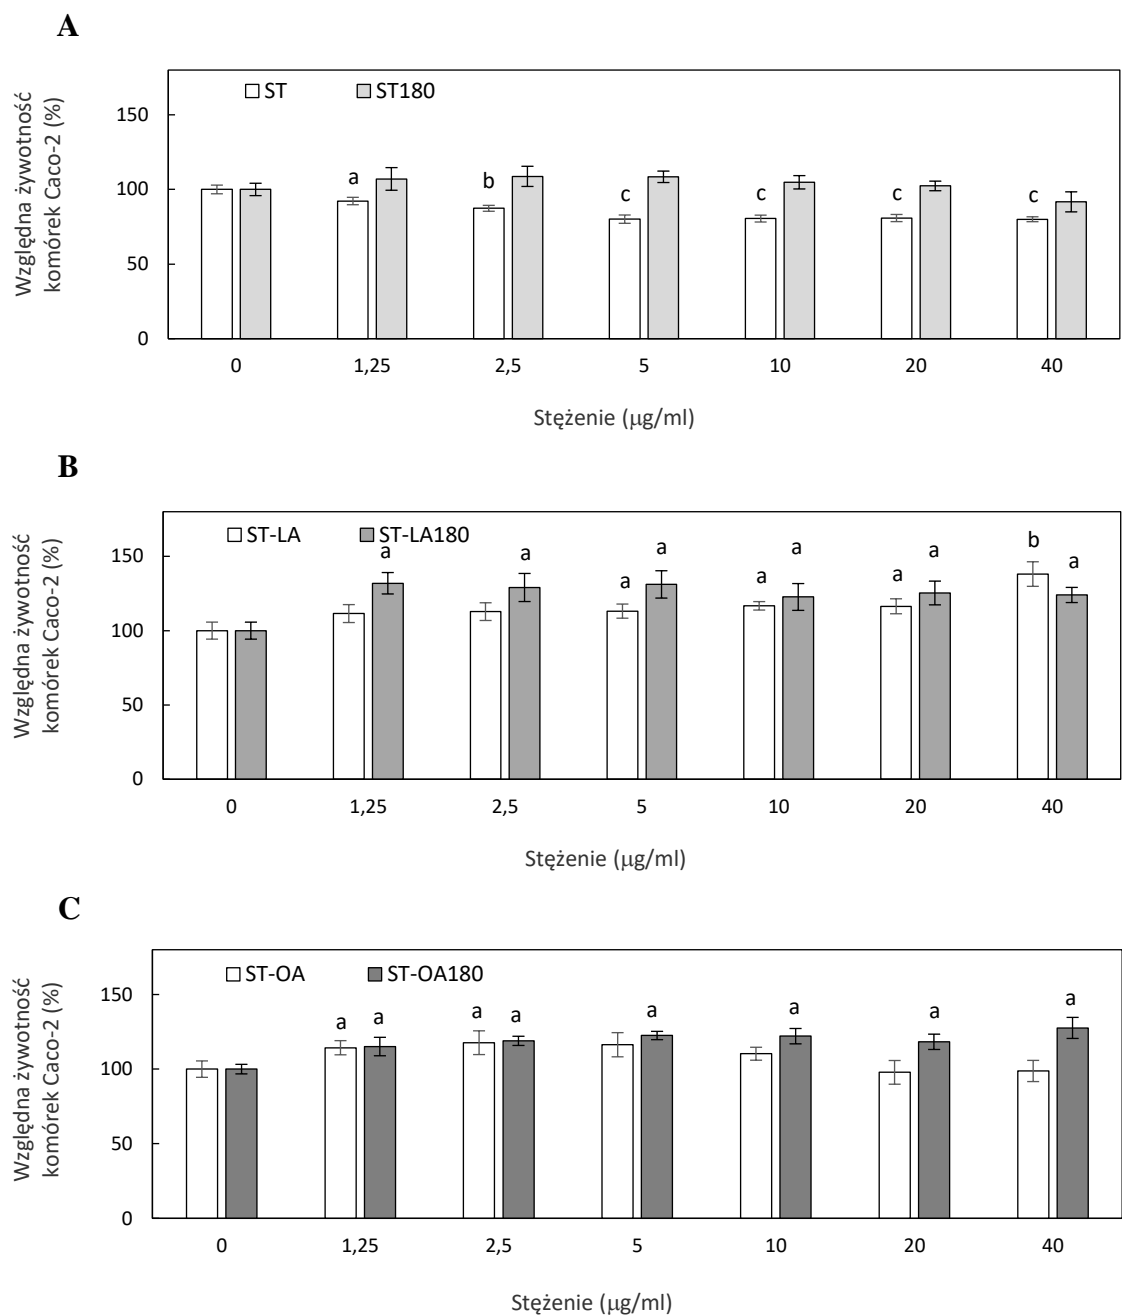 A
ST ST180
Względna żywotność
komórek Caco-2 (%)
150
100
50
0
a b c c c c
0 1,25 2,5 5 10 20 40
Stężenie (µg/ml)
B
ST-LA ST-LA180
Względna żywotność
komórek Caco-2 (%)
150
100
50
0
a a a a a a a a b a
0 1,25 2,5 5 10 20 40
Stężenie (µg/ml)
C
ST-OA ST-OA180
Względna żywotność
komórek Caco-2 (%)
150
100
50
0
a a a a a a a a
0 1,25 2,5 5 10 20 40
Stężenie (µg/ml)